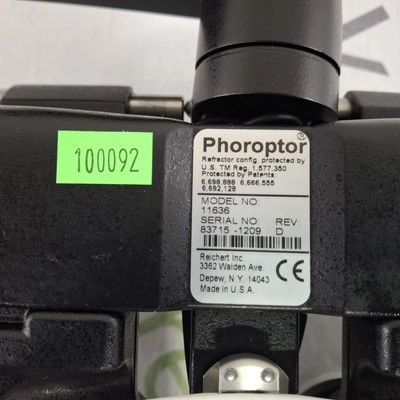 100092
Phoroptor®
Refractor config. protected by
U.S. TM Reg. 1,577,350
Protected by Patents:
6,698,888 6,666,555
6,692,128
MODEL NO:
11636
SERIAL NO: REV:
83715 -1209 D
Reichert Inc.
3362 Walden Ave.
Depew, N.Y. 14043
Made in U.S.A.
CE